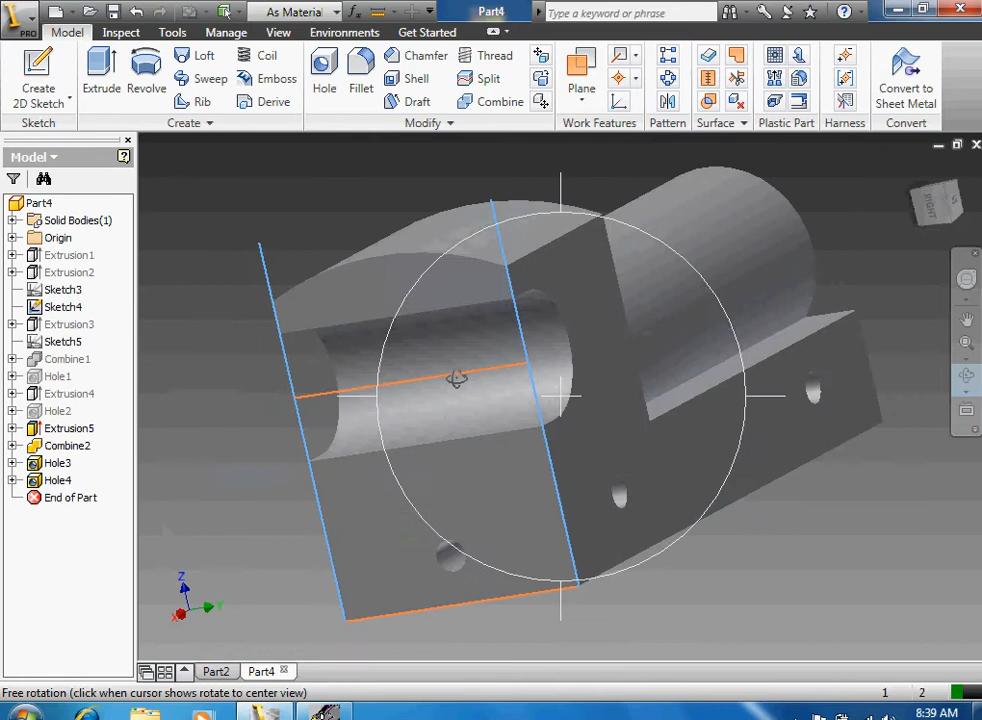 PRO
As Material
fx
Part4
Type a keyword or phrase
Model
Inspect
Tools
Manage
View
Environments
Get Started
Create
2D Sketch
Extrude
Revolve
Loft
Sweep
Rib
Coil
Emboss
Derive
Hole
Fillet
Chamfer
Shell
Draft
Thread
Split
Combine
Plane
Convert to
Sheet Metal
Sketch
Create
Modify
Work Features
Pattern
Surface
Plastic Part
Harness
Convert
Model
Part4
Solid Bodies(1)
Origin
Extrusion1
Extrusion2
Sketch3
Sketch4
Extrusion3
Sketch5
Combine1
Hole1
Extrusion4
Hole2
Extrusion5
Combine2
Hole3
Hole4
End of Part
RIGHT
Z
Y
X
Part2
Part4
Free rotation (click when cursor shows rotate to center view)
1
2
8:39 AM